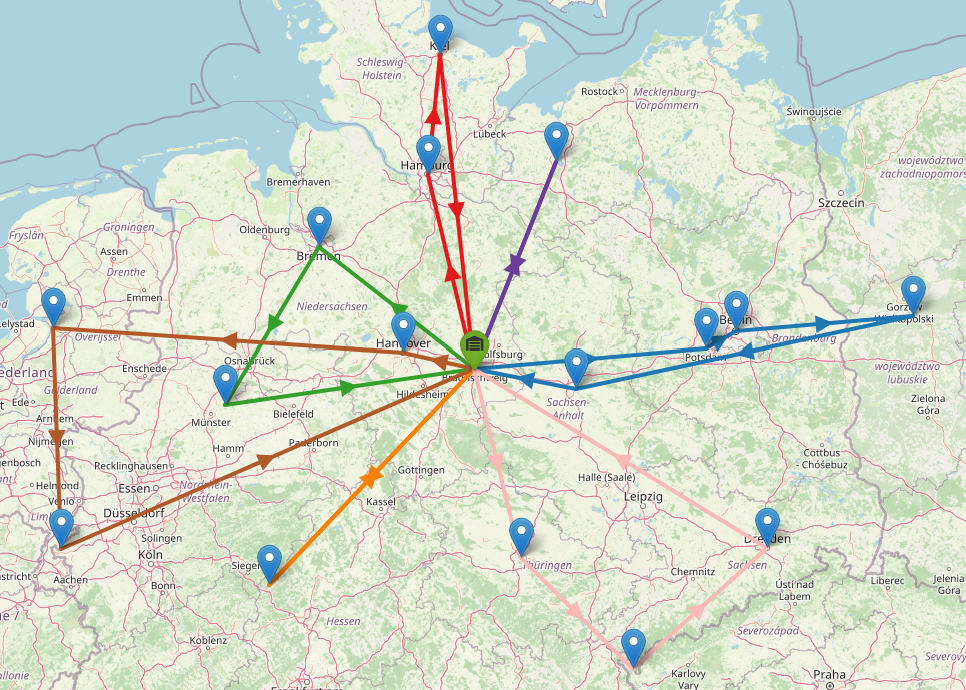 Kiel
Schleswig-
Holstein
Rostock
Mecklenburg-
Vorpommern
Świnoujście
Lübeck
Hamburg
województwo
zachodniopomors
Bremerhaven
Szczecin
Groningen
Oldenburg
Fryslân
Assen
Bremen
Drenthe
Emmen
Niedersachsen
Gorzów
Wielkopolski
Lelystad
Berlin
Overijssel
Hannover
Brandenburg
Wolfsburg
Potsdam
Osnabrück
Enschede
Braunschweig
województwo
lubuskie
Gelderland
Hildesheim
Sachsen-
Anhalt
Ede
Zielona
Góra
Arnhem
Münster
Bielefeld
Nijmegen
Hamm
Paderborn
Cottbus
- Chóśebuz
Recklinghausen
Göttingen
Halle (Saale)
Helmond
Essen
Nordrhein-
Westfalen
Leipzig
Venlo
Kassel
Düsseldorf
Solingen
Dresden
Köln
Siegen
Thüringen
Sachsen
Aachen
Bonn
Chemnitz
Ústí nad
Labem
Liberec
Jelenia
Góra
Hessen
Severozápad
Koblenz
Karlovy
Vary
Praha